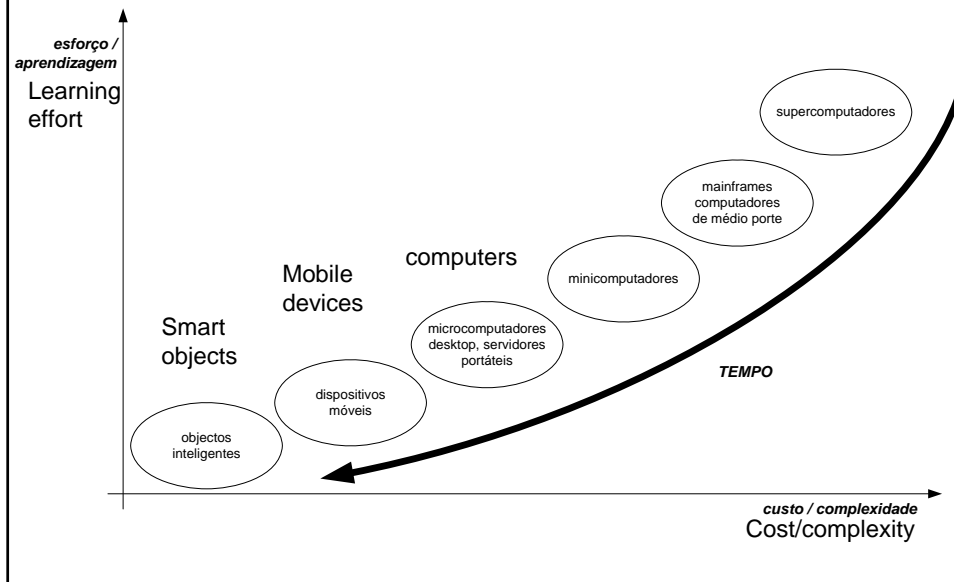 esforço /
aprendizagem
Learning
effort
supercomputadores
mainframes
computadores
de médio porte
computers
minicomputadores
Mobile
devices
microcomputadores
desktop, servidores
portáteis
Smart
objects
TEMPO
dispositivos
móveis
objectos
inteligentes
custo / complexidade
Cost/complexity